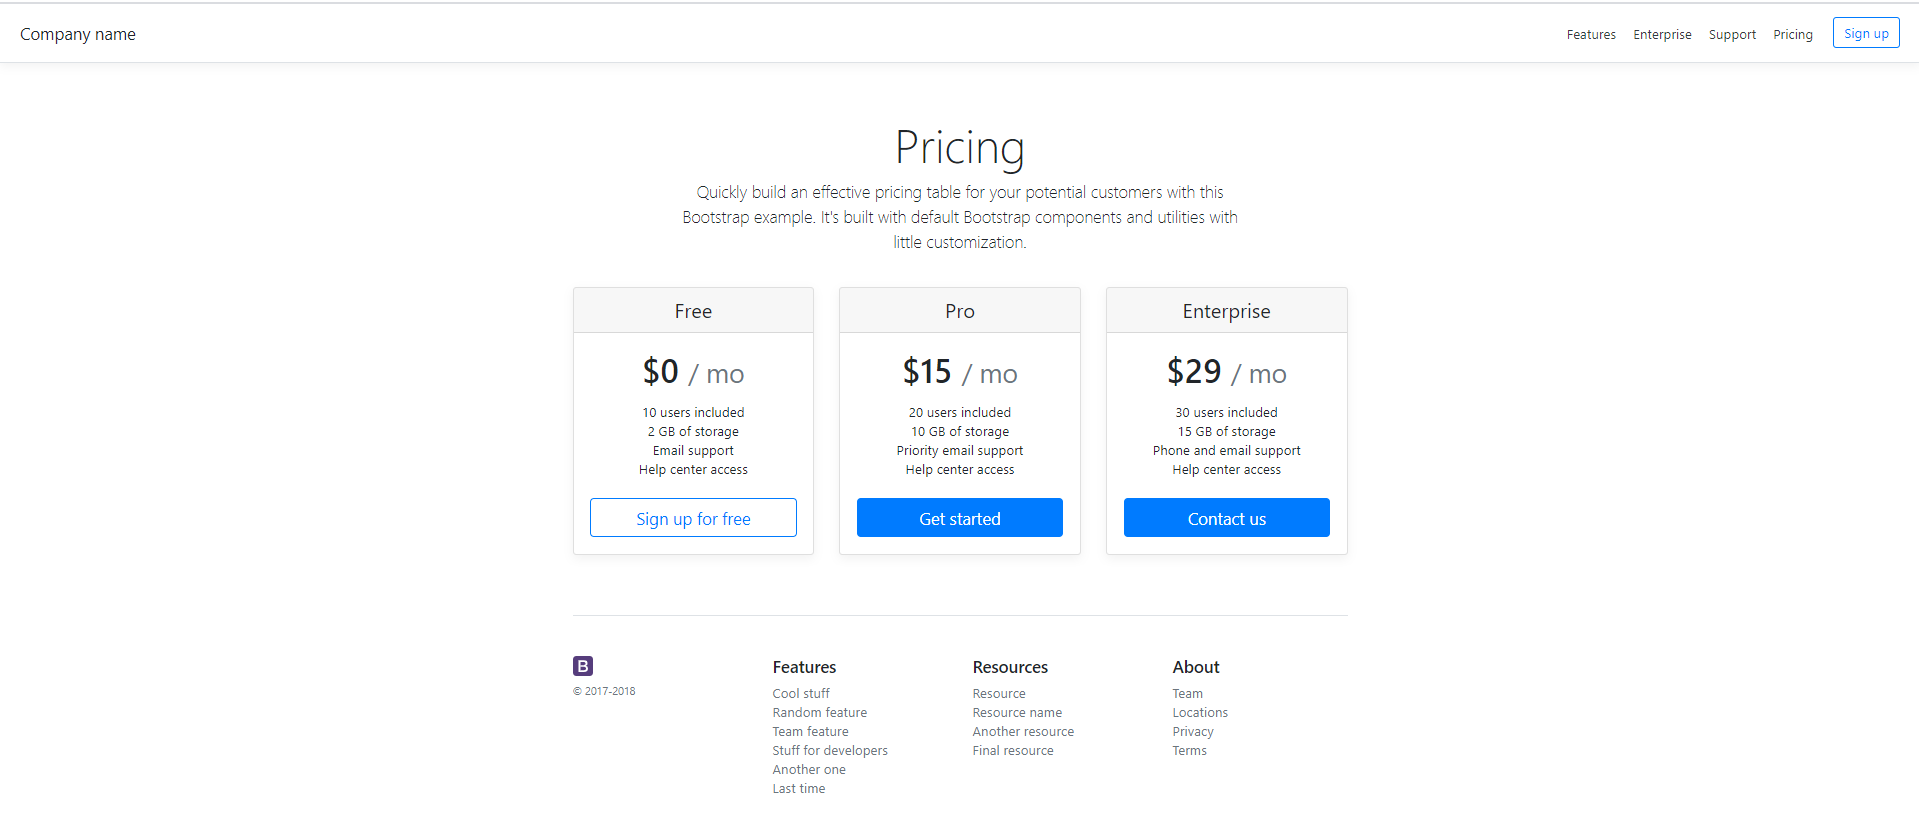 Company name
Features Enterprise Support Pricing Sign up
Pricing
Quickly build an effective pricing table for your potential customers with this
Bootstrap example. It's built with default Bootstrap components and utilities with
little customization.
Free
$0 / mo
10 users included
2 GB of storage
Email support
Help center access
Sign up for free
Pro
$15 / mo
20 users included
10 GB of storage
Priority email support
Help center access
Get started
Enterprise
$29 / mo
30 users included
15 GB of storage
Phone and email support
Help center access
Contact us
B
© 2017-2018
Features
Cool stuff
Random feature
Team feature
Stuff for developers
Another one
Last time
Resources
Resource
Resource name
Another resource
Final resource
About
Team
Locations
Privacy
Terms